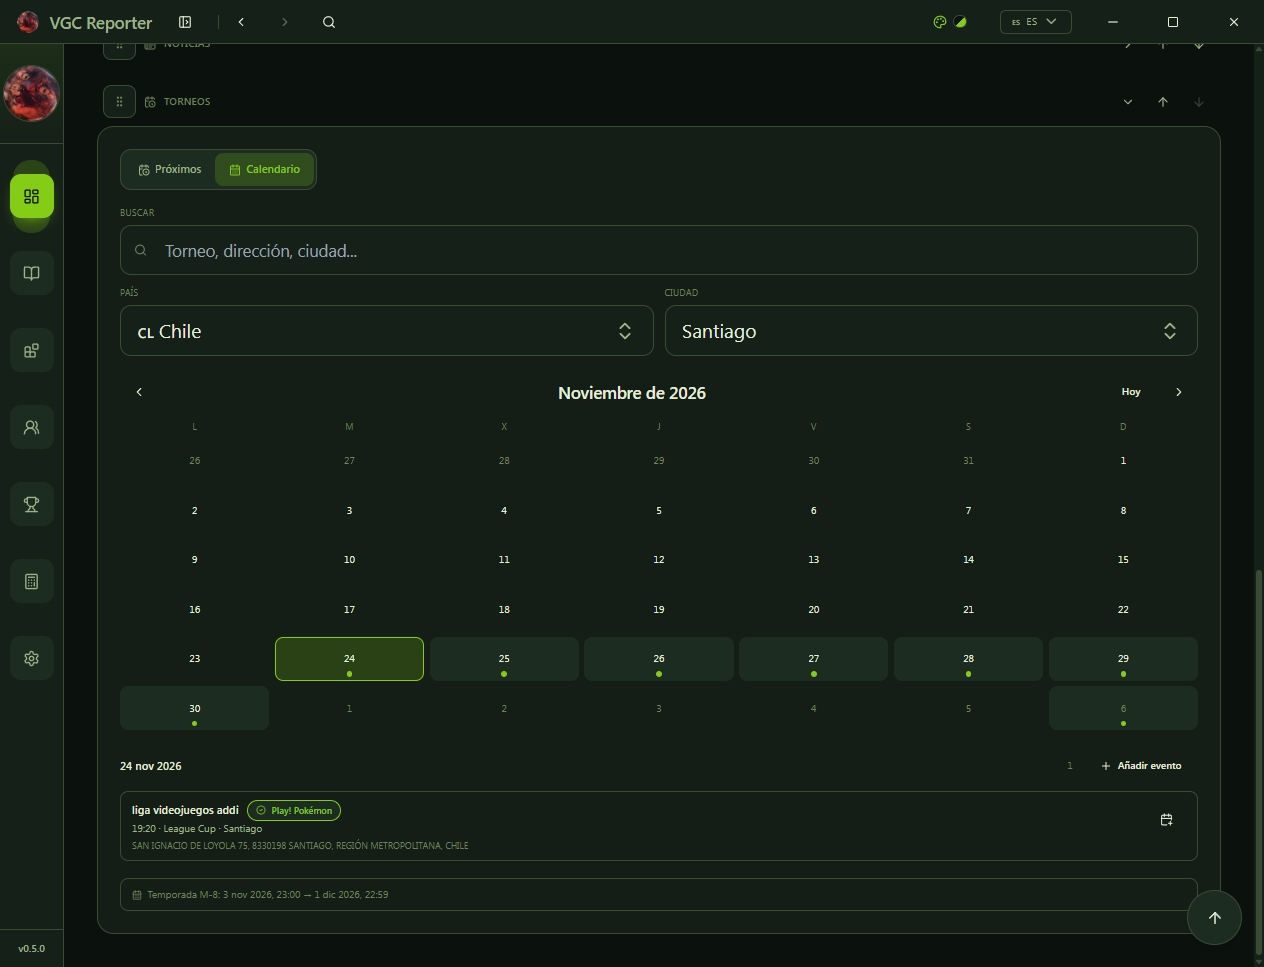 VGC Reporter
ES ES
NOTICIAS
TORNEOS
Próximos Calendario
BUSCAR
Torneo, dirección, ciudad...
PAÍS CIUDAD
CL Chile Santiago
Noviembre de 2026 Hoy
L M X J V S D
26 27 28 29 30 31 1
2 3 4 5 6 7 8
9 10 11 12 13 14 15
16 17 18 19 20 21 22
23 24 25 26 27 28 29
30 1 2 3 4 5 6
24 nov 2026 1 + Añadir evento
liga videojuegos addi Play! Pokémon
19:20 · League Cup · Santiago
SAN IGNACIO DE LOYOLA 75, 8330198 SANTIAGO, REGIÓN METROPOLITANA, CHILE
Temporada M-8: 3 nov 2026, 23:00 — 1 dic 2026, 22:59
v0.5.0